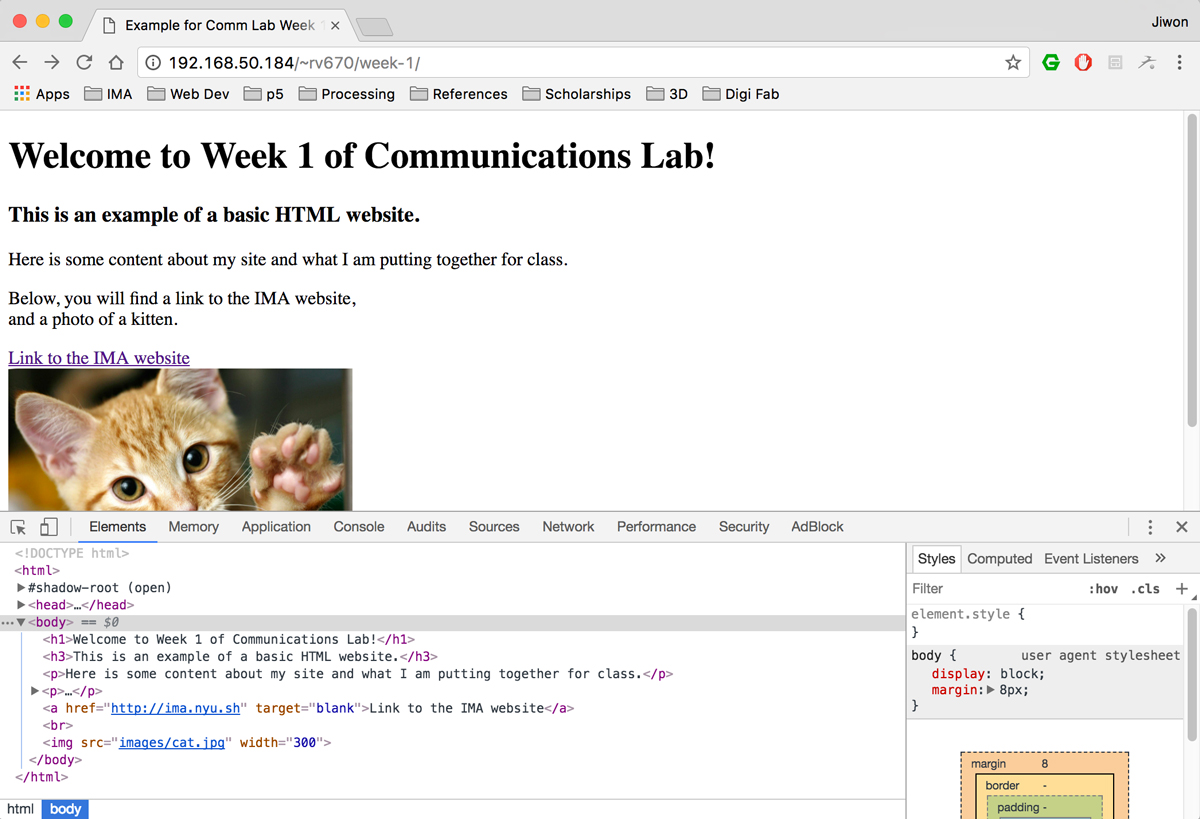 Example for Comm Lab Week 1
Jiwon
192.168.50.184/~rv670/week-1/
Apps IMA Web Dev p5 Processing References Scholarships 3D Digi Fab
Welcome to Week 1 of Communications Lab!
This is an example of a basic HTML website.
Here is some content about my site and what I am putting together for class.
Below, you will find a link to the IMA website,
and a photo of a kitten.
Link to the IMA website
Elements Memory Application Console Audits Sources Network Performance Security AdBlock
<!DOCTYPE html>
<html>
▶#shadow-root (open)
▶<head>…</head>
…▼<body> == $0
<h1>Welcome to Week 1 of Communications Lab!</h1>
<h3>This is an example of a basic HTML website.</h3>
<p>Here is some content about my site and what I am putting together for class.</p>
▶<p>…</p>
<a href="http://ima.nyu.sh" target="blank">Link to the IMA website</a>
<br>
<img src="images/cat.jpg" width="300">
</body>
</html>
html body
Styles Computed Event Listeners »
Filter :hov .cls +
element.style {
}
body { user agent stylesheet
display: block;
margin:▶8px;
}
margin 8
border -
padding -